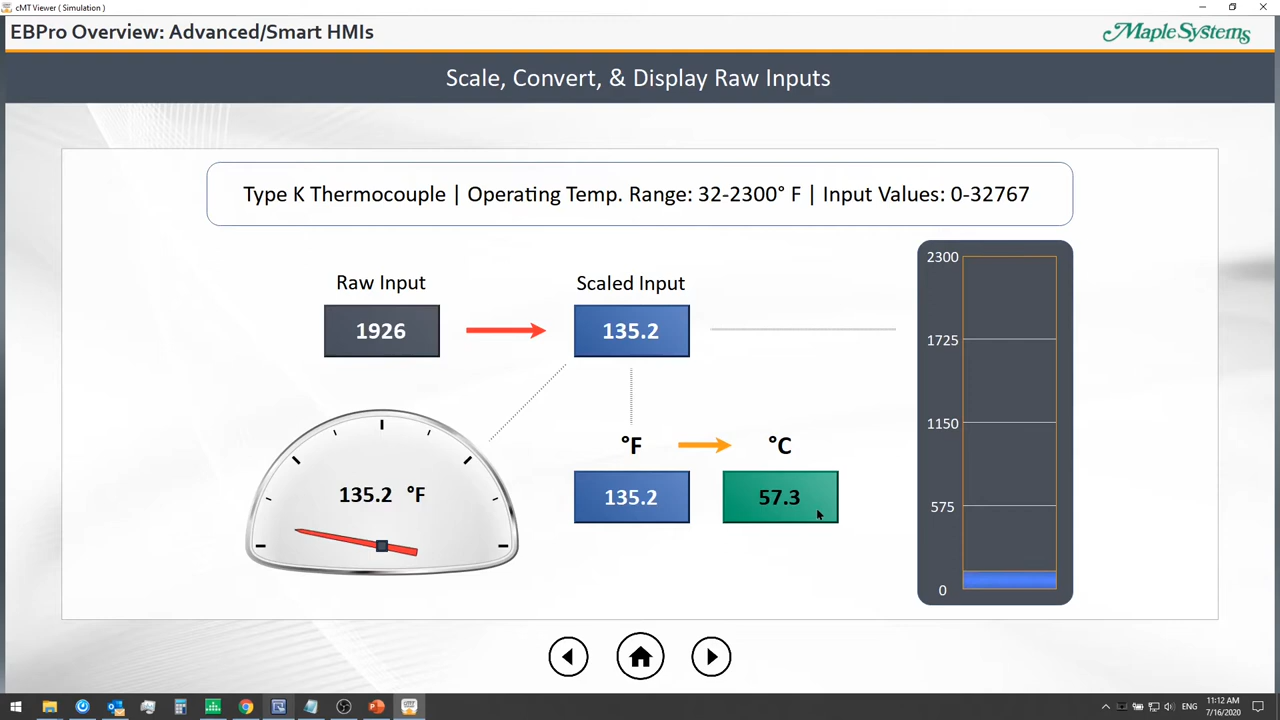 cMT Viewer ( Simulation )
EBPro Overview: Advanced/Smart HMIs
Maple Systems
Scale, Convert, & Display Raw Inputs
Type K Thermocouple | Operating Temp. Range: 32-2300° F | Input Values: 0-32767
Raw Input
Scaled Input
1926
135.2
2300
1725
1150
575
0
°F
°C
135.2 °F
135.2
57.3
ENG
11:12 AM
7/16/2020